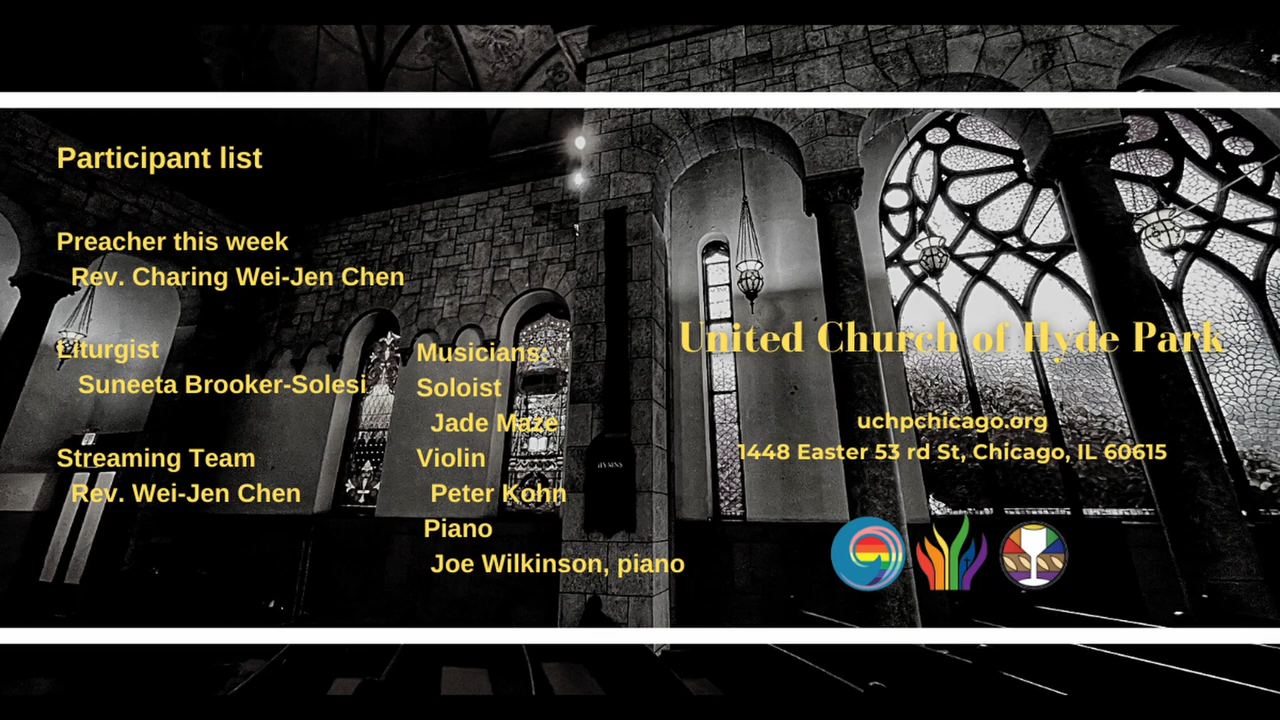 Participant list
Preacher this week
Rev. Charing Wei-Jen Chen
Liturgist
Suneeta Brooker-Solesi
Streaming Team
Rev. Wei-Jen Chen
Musicians:
Soloist
Jade Maze
Violin
Peter Kohn
Piano
Joe Wilkinson, piano
HYMNS
United Church of Hyde Park
uchpchicago.org
1448 Easter 53 rd St, Chicago, IL 60615